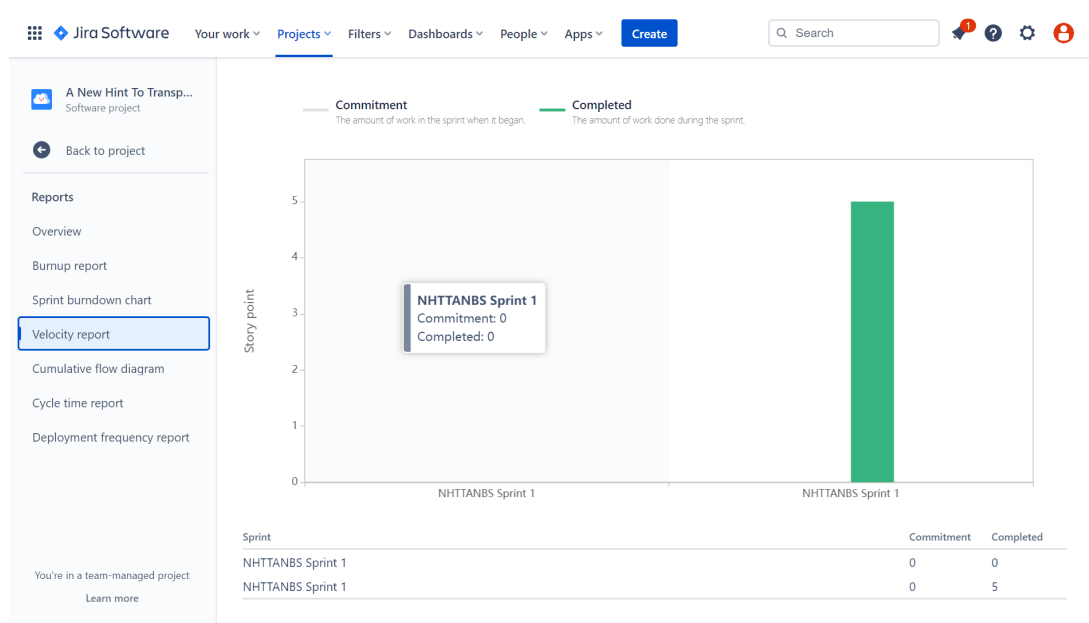 Jira Software Your work Projects Filters Dashboards People Apps Create Search 1
A New Hint To Transp...
Software project
Back to project
Reports
Overview
Burnup report
Sprint burndown chart
Velocity report
Cumulative flow diagram
Cycle time report
Deployment frequency report
You're in a team-managed project
Learn more
Commitment
The amount of work in the sprint when it began.
Completed
The amount of work done during the sprint.
Story point
5
4
3
2
1
0
NHTTANBS Sprint 1
Commitment: 0
Completed: 0
NHTTANBS Sprint 1 NHTTANBS Sprint 1
Sprint Commitment Completed
NHTTANBS Sprint 1 0 0
NHTTANBS Sprint 1 0 5